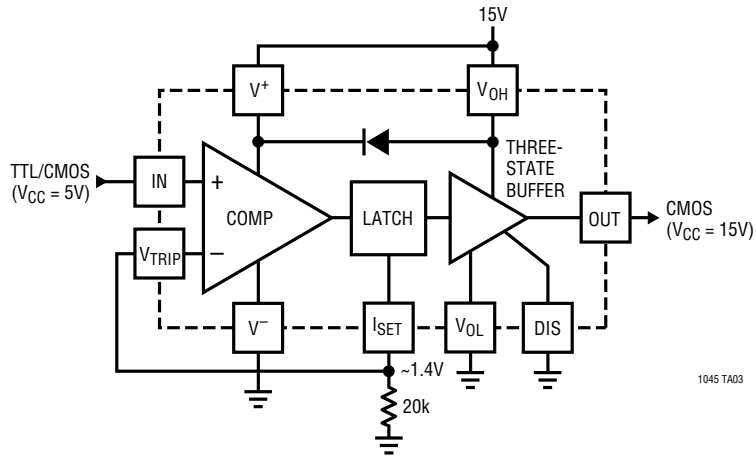 15V
V+
VOH
THREE-
STATE
BUFFER
TTL/CMOS
(VCC = 5V)
IN
+
COMP
LATCH
OUT
CMOS
(VCC = 15V)
VTRIP
–
V–
ISET
VOL
DIS
~1.4V
20k
1045 TA03